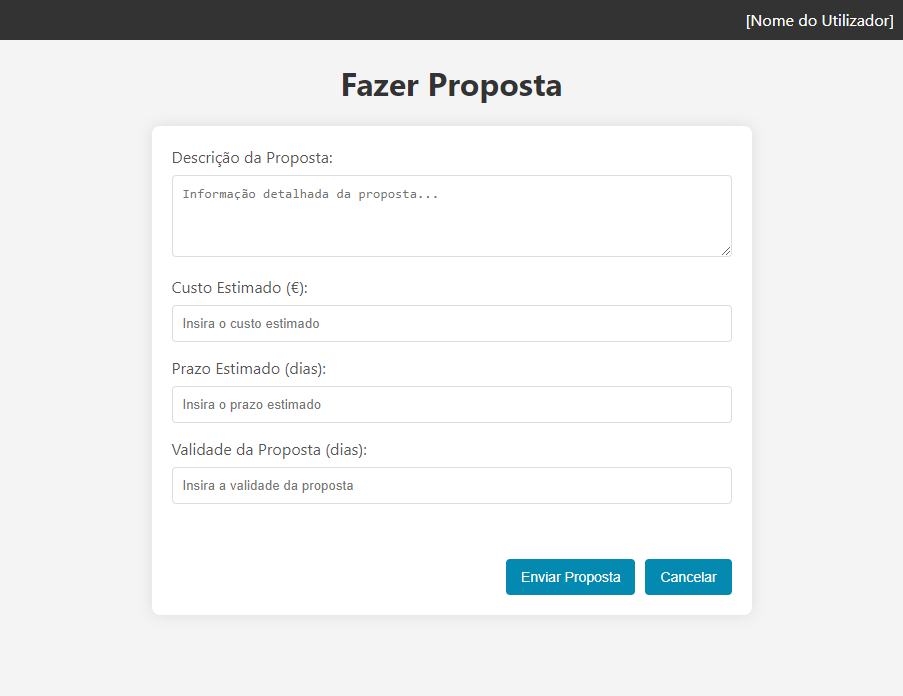 [Nome do Utilizador]
Fazer Proposta
Descrição da Proposta:
Informação detalhada da proposta...
Custo Estimado (€):
Insira o custo estimado
Prazo Estimado (dias):
Insira o prazo estimado
Validade da Proposta (dias):
Insira a validade da proposta
Enviar Proposta Cancelar